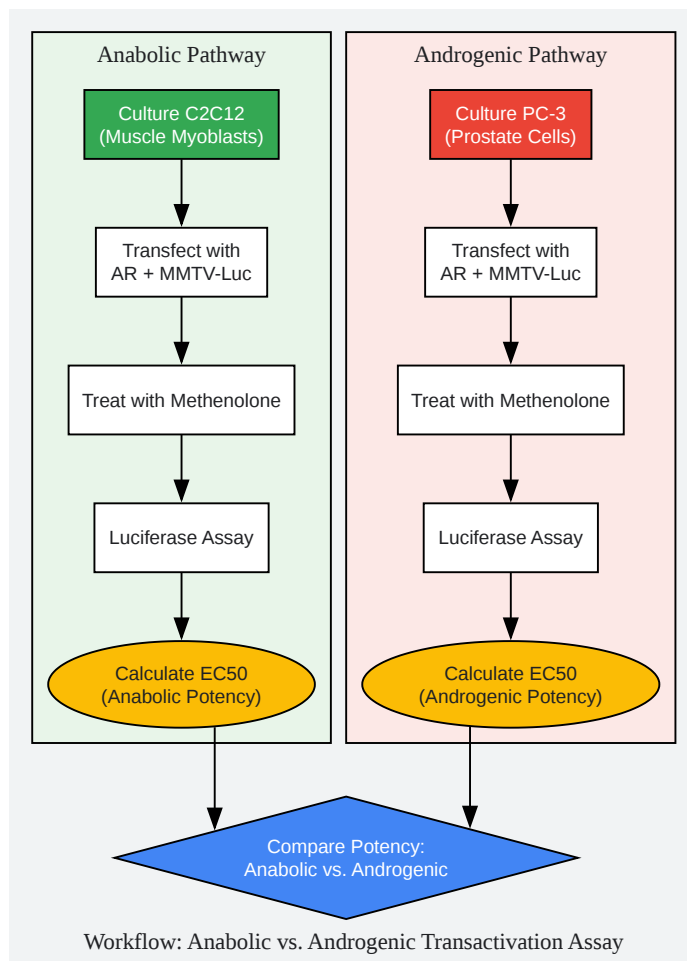 Anabolic Pathway
Culture C2C12
(Muscle Myoblasts)
Transfect with
AR + MMTV-Luc
Treat with Methenolone
Luciferase Assay
Calculate EC50
(Anabolic Potency)
Androgenic Pathway
Culture PC-3
(Prostate Cells)
Transfect with
AR + MMTV-Luc
Treat with Methenolone
Luciferase Assay
Calculate EC50
(Androgenic Potency)
Compare Potency:
Anabolic vs. Androgenic
Workflow: Anabolic vs. Androgenic Transactivation Assay